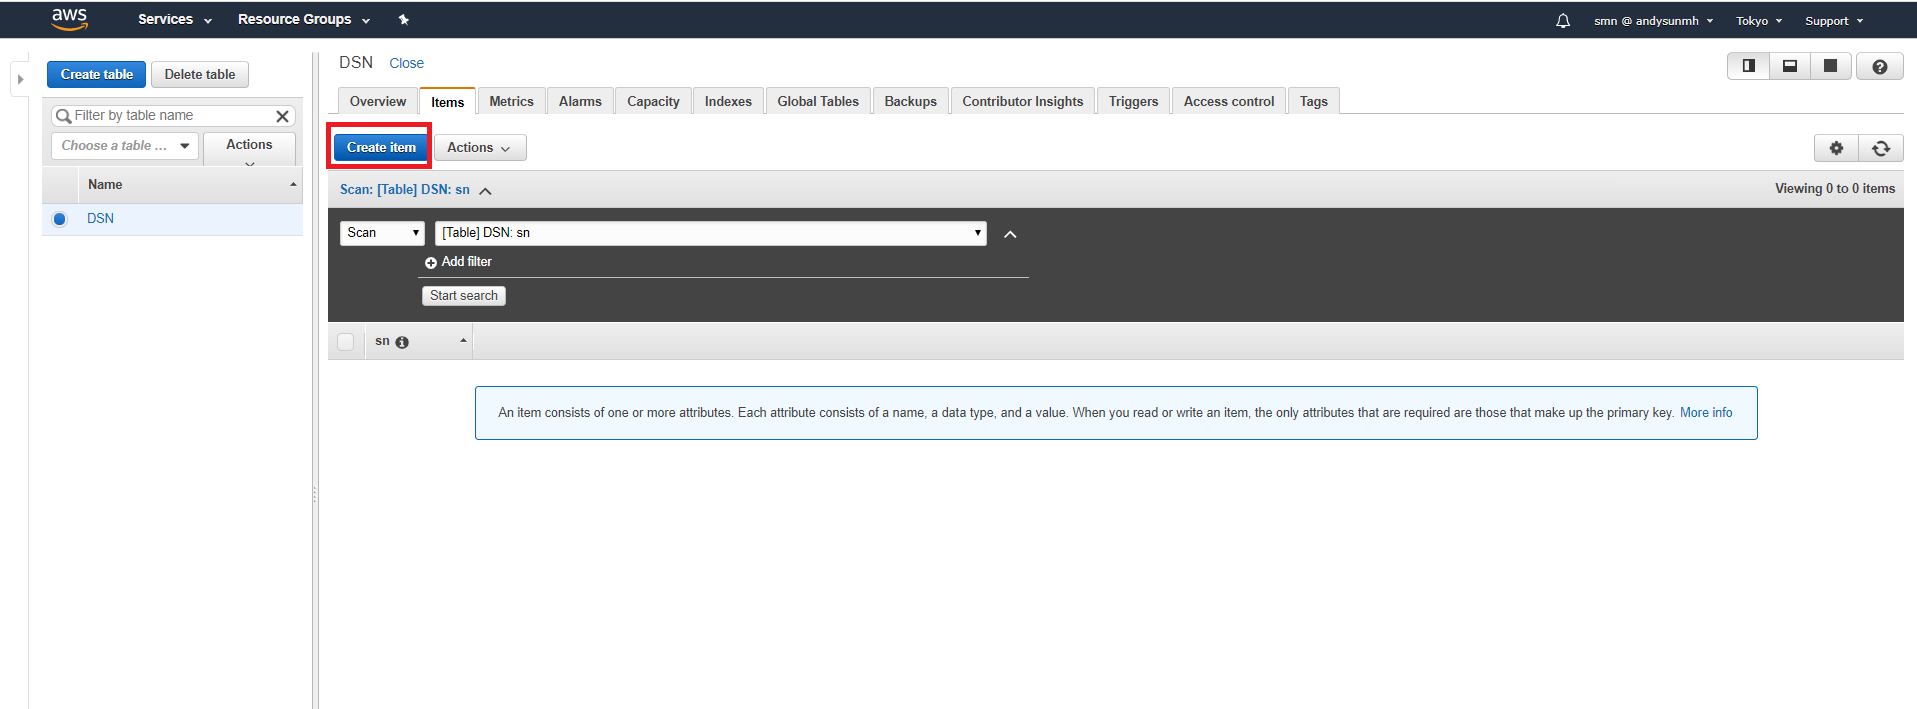 aws Services Resource Groups smn @ andysunmh Tokyo Support
Create table Delete table
Filter by table name
Choose a table ... Actions
Name
DSN
DSN Close
Overview Items Metrics Alarms Capacity Indexes Global Tables Backups Contributor Insights Triggers Access control Tags
Create item Actions
Scan: [Table] DSN: sn Viewing 0 to 0 items
Scan [Table] DSN: sn
Add filter
Start search
sn
An item consists of one or more attributes. Each attribute consists of a name, a data type, and a value. When you read or write an item, the only attributes that are required are those that make up the primary key. More info